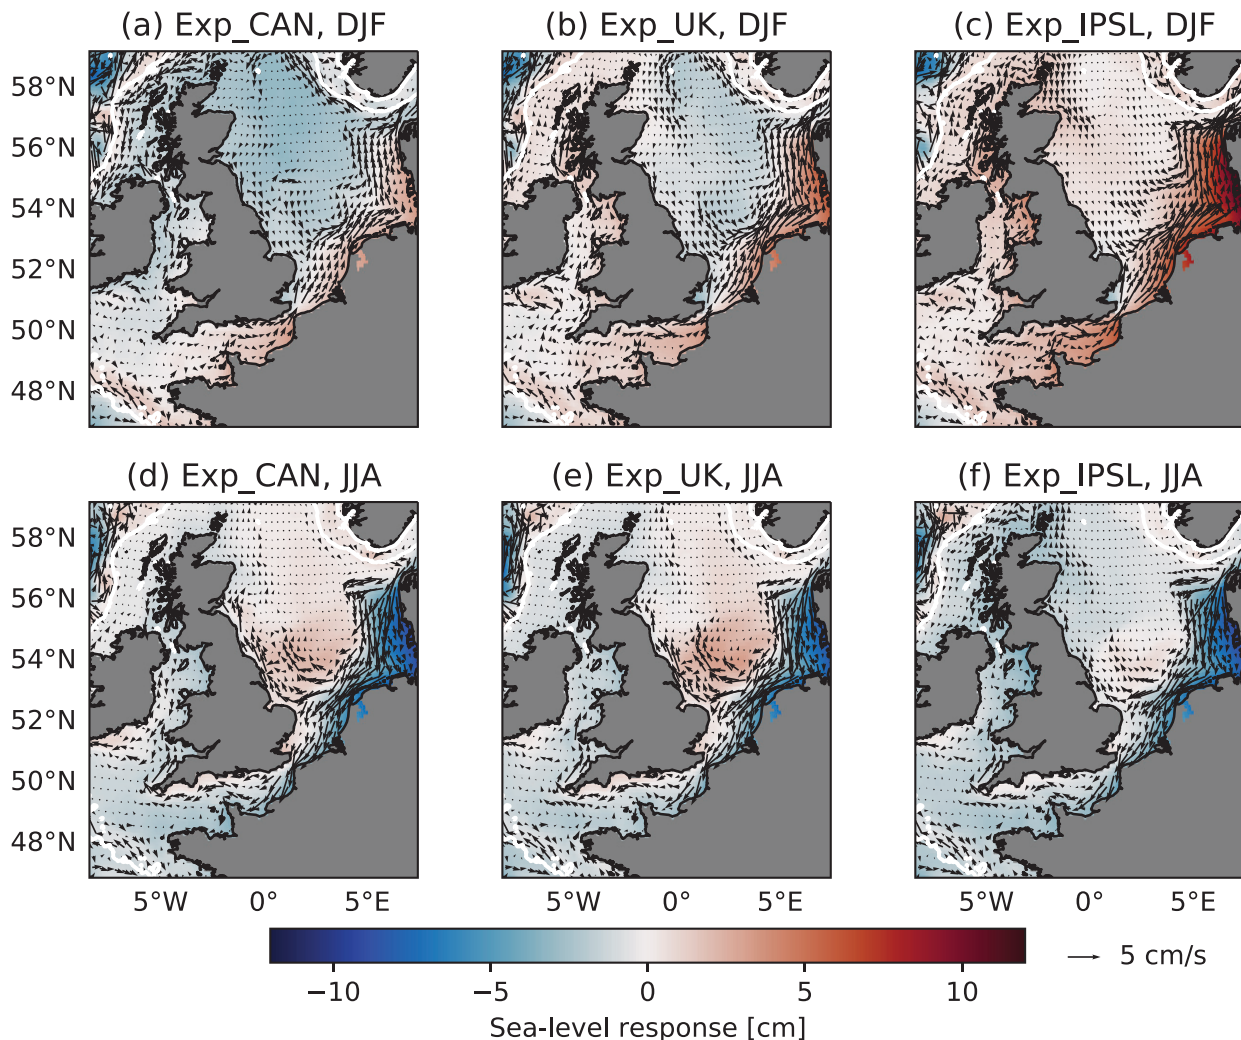 (a) Exp_CAN, DJF
(b) Exp_UK, DJF
(c) Exp_IPSL, DJF
58°N
56°N
54°N
52°N
50°N
48°N
(d) Exp_CAN, JJA
(e) Exp_UK, JJA
(f) Exp_IPSL, JJA
58°N
56°N
54°N
52°N
50°N
48°N
5°W 0° 5°E
5°W 0° 5°E
5°W 0° 5°E
5 cm/s
−10 −5 0 5 10
Sea-level response [cm]